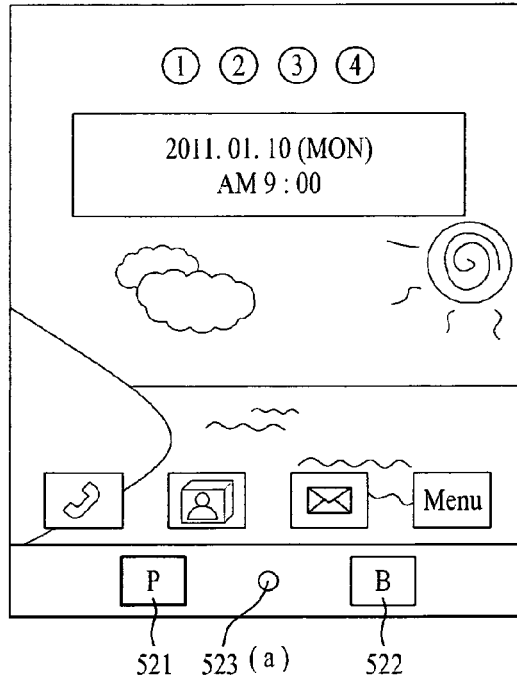 ① ② ③ ④
2011. 01. 10 (MON)
AM 9 : 00
Menu
P B
521 523 (a) 522